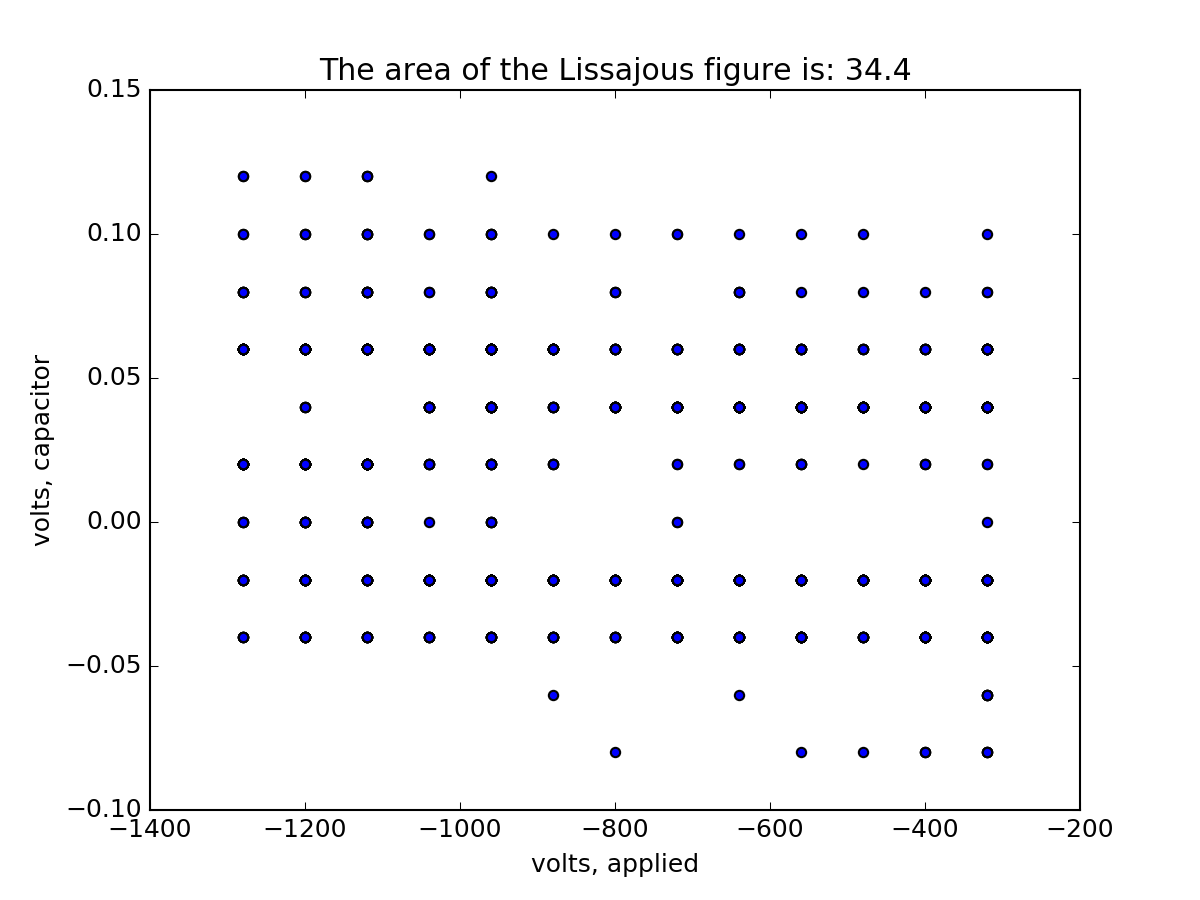 The area of the Lissajous figure is: 34.4
0.15
0.10
0.05
0.00
−0.05
−0.10
volts, capacitor
−1400 −1200 −1000 −800 −600 −400 −200
volts, applied